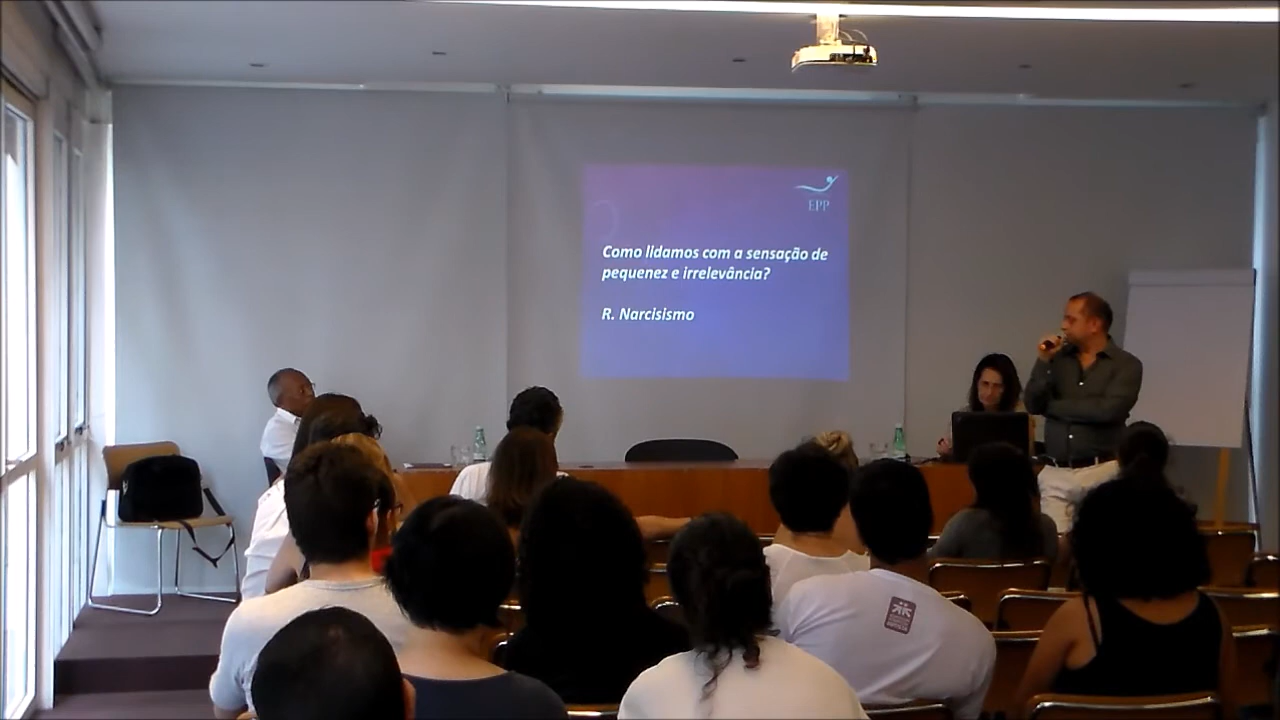 EPP
Como lidamos com a sensação de
pequenez e irrelevância?
R. Narcisismo